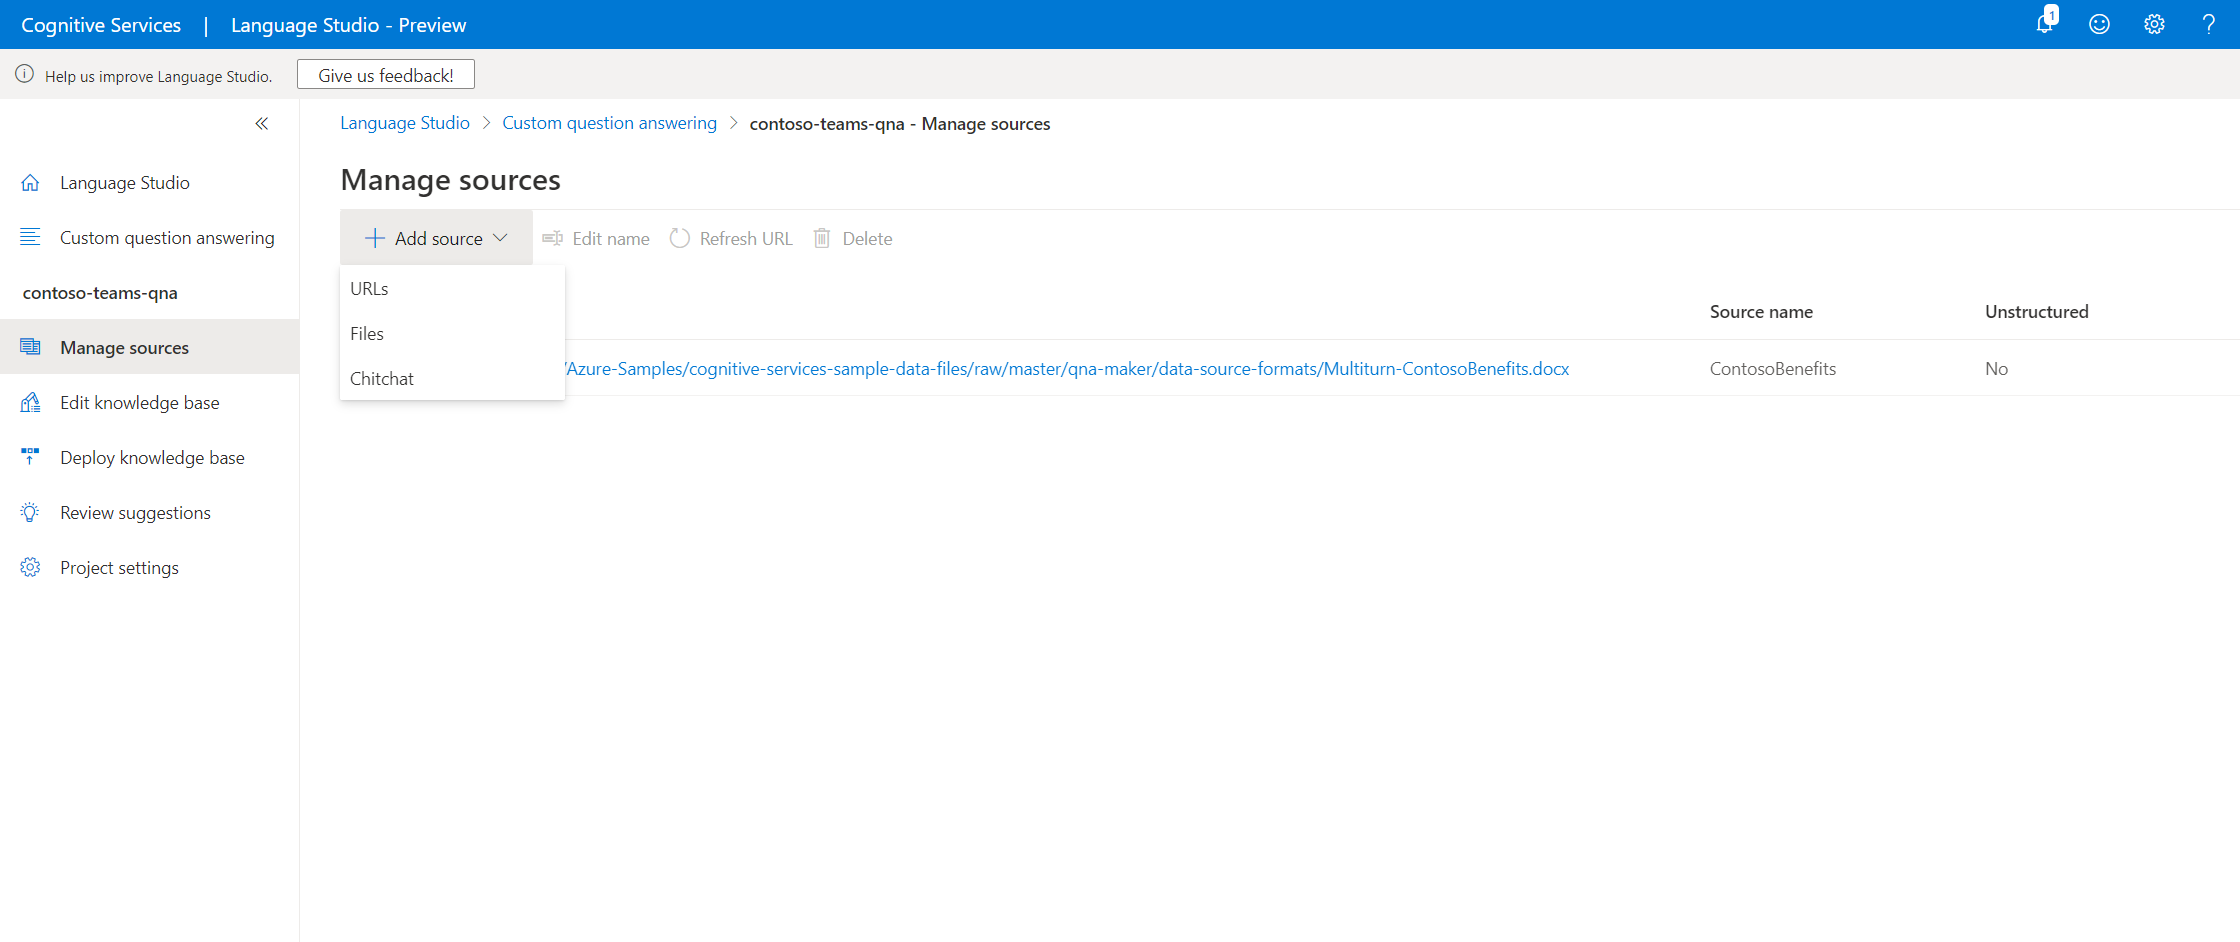 Cognitive Services | Language Studio - Preview
1
Help us improve Language Studio. Give us feedback!
Language Studio > Custom question answering > contoso-teams-qna - Manage sources
Language Studio
Custom question answering
contoso-teams-qna
Manage sources
Edit knowledge base
Deploy knowledge base
Review suggestions
Project settings
Manage sources
Add source Edit name Refresh URL Delete
URLs
Files
Chitchat
Source name Unstructured
/Azure-Samples/cognitive-services-sample-data-files/raw/master/qna-maker/data-source-formats/Multiturn-ContosoBenefits.docx ContosoBenefits No